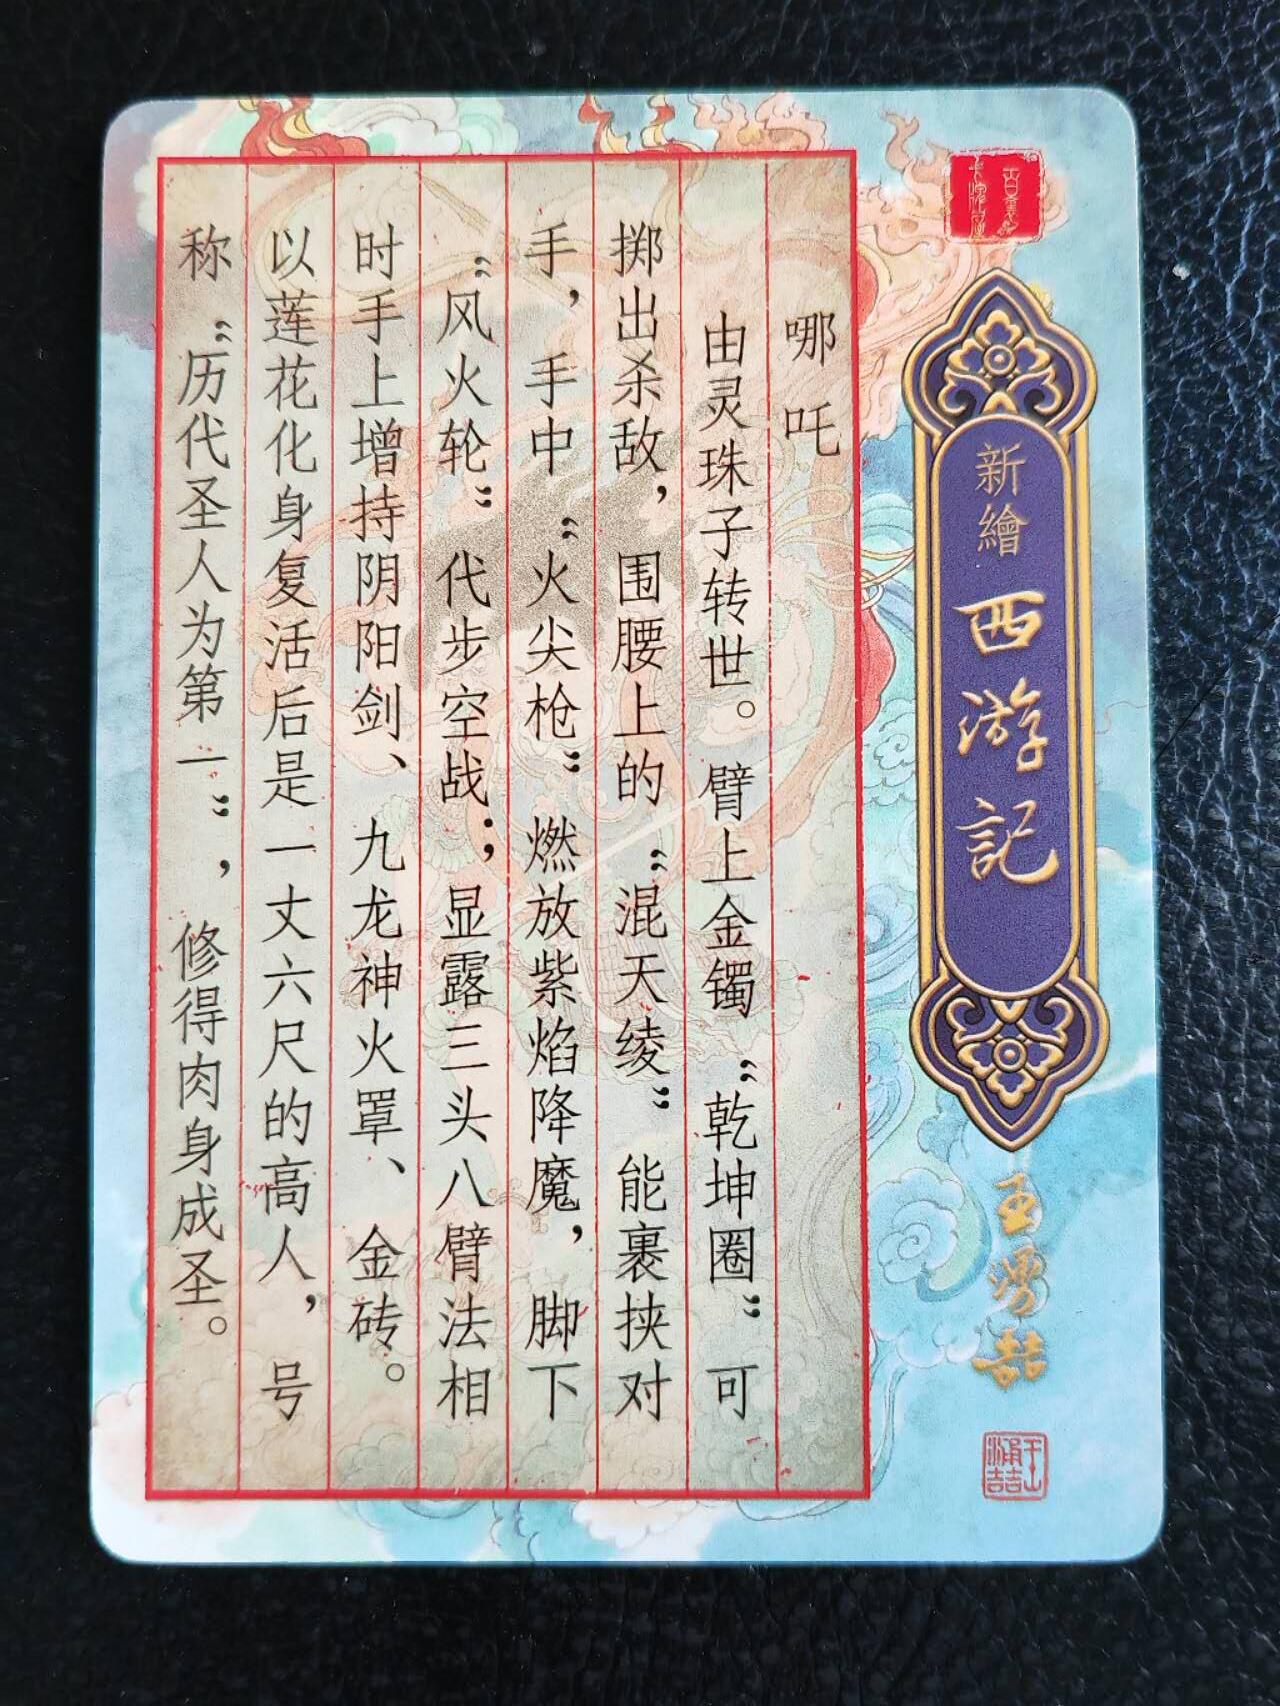 新繪
西游記
王勇喆
哪吒
由灵珠子转世。臂上金镯“乾坤圈”可
掷出杀敌，围腰上的“混天绫”能裹挟对
手，手中“火尖枪”燃放紫焰降魔，脚下
“风火轮”代步空战；显露三头八臂法相
时手上增持阴阳剑、九龙神火罩、金砖。
以莲花化身复活后是一丈六尺的高人，号
称“历代圣人为第一”，修得肉身成圣。